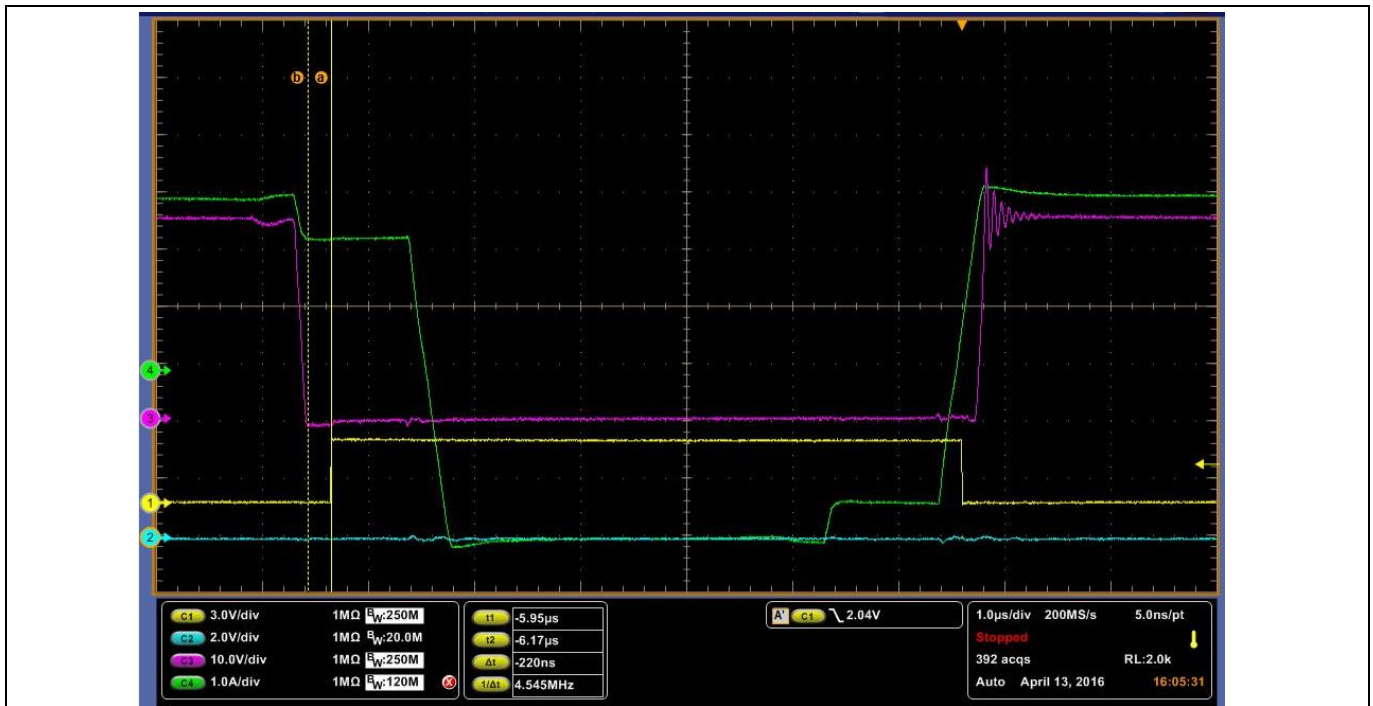 b a
4
3
1
2
C1 3.0V/div 1MΩ BW:250M
C2 2.0V/div 1MΩ BW:20.0M
C3 10.0V/div 1MΩ BW:250M
C4 1.0A/div 1MΩ BW:120M
t1 -5.95µs
t2 -6.17µs
Δt -220ns
1/Δt 4.545MHz
A' C1 2.04V
1.0µs/div 200MS/s 5.0ns/pt
Stopped
392 acqs RL:2.0k
Auto April 13, 2016 16:05:31